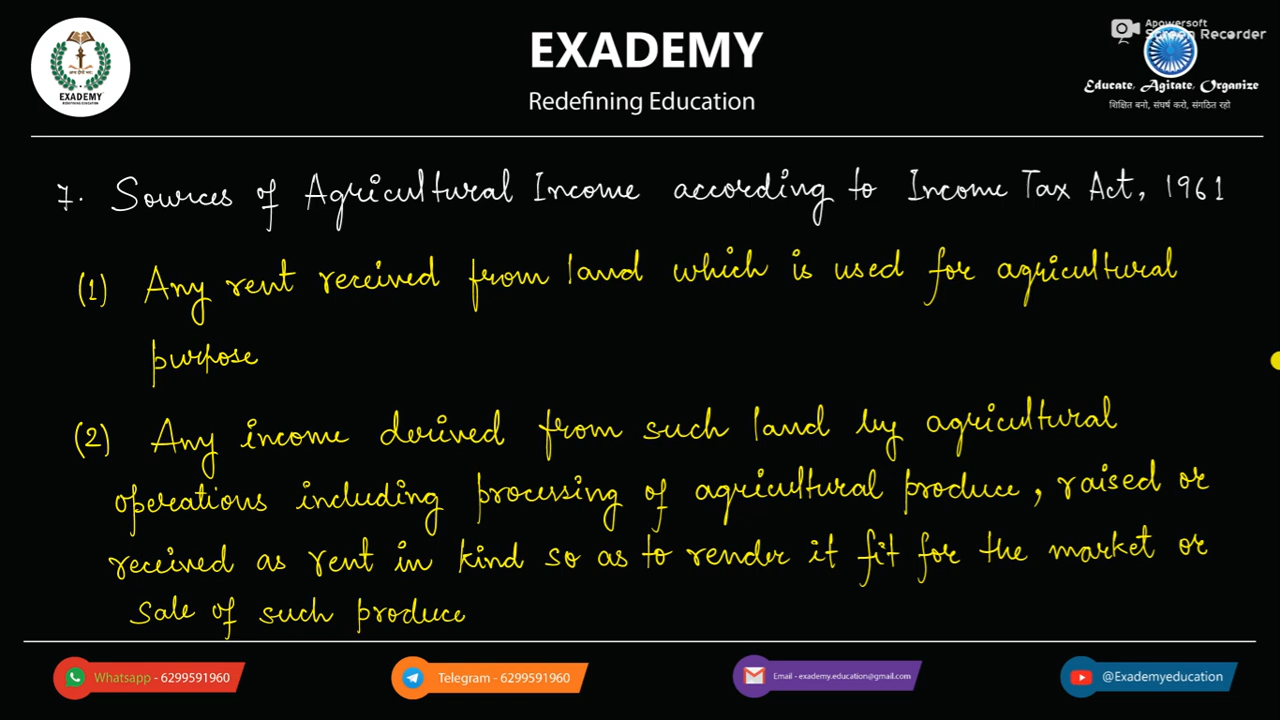 EXADEMY
Redefining Education
EXADEMY
REDEFINING EDUCATION
Apowersoft
Screen Recorder
Educate, Agitate, Organize
शिक्षित बनो, संघर्ष करो, संगठित रहो
7. Sources of Agricultural Income according to Income Tax Act, 1961
(1) Any rent received from land which is used for agricultural
purpose
(2) Any income derived from such land by agricultural
operations including processing of agricultural produce, raised or
received as rent in kind so as to render it fit for the market or
sale of such produce
Whatsapp - 6299591960
Telegram - 6299591960
Email - exademy.education@gmail.com
@Exademyeducation